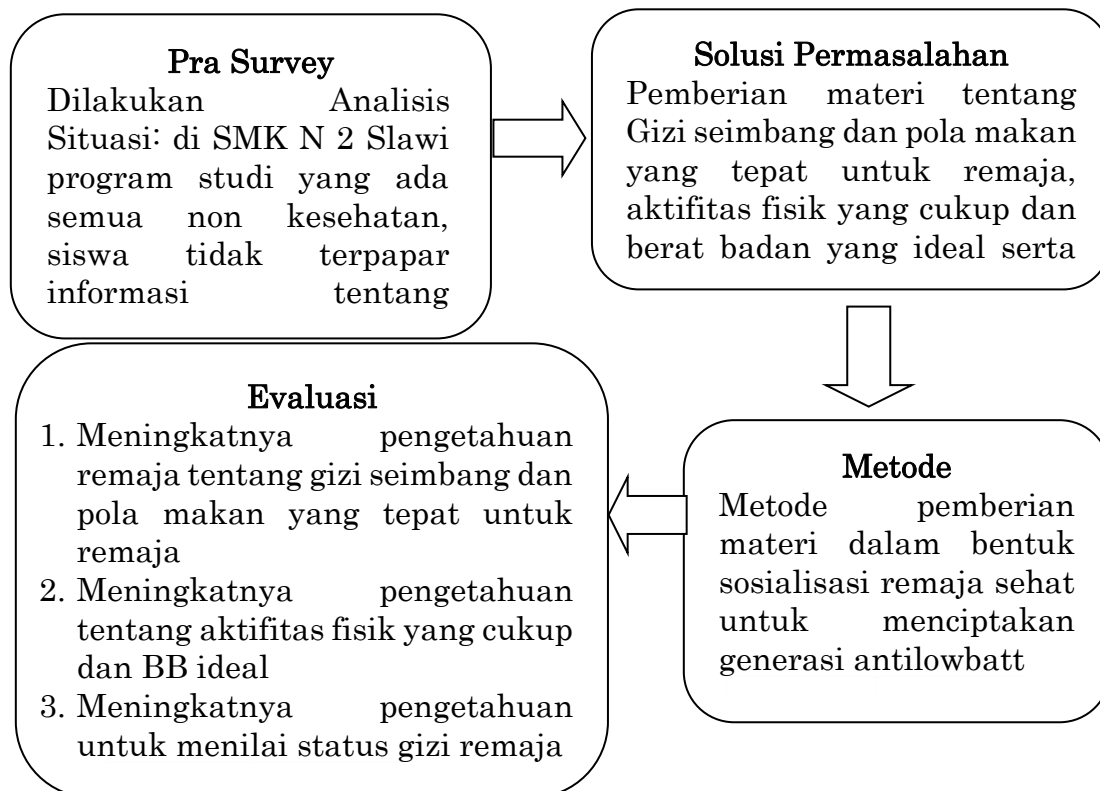 Pra Survey
Dilakukan Analisis
Situasi: di SMK N 2 Slawi
program studi yang ada
semua non kesehatan,
siswa tidak terpapar
informasi tentang
Solusi Permasalahan
Pemberian materi tentang
Gizi seimbang dan pola makan
yang tepat untuk remaja,
aktifitas fisik yang cukup dan
berat badan yang ideal serta
Metode
Metode pemberian
materi dalam bentuk
sosialisasi remaja sehat
untuk menciptakan
generasi antilowbatt
Evaluasi
1. Meningkatnya pengetahuan
remaja tentang gizi seimbang dan
pola makan yang tepat untuk
remaja
2. Meningkatnya pengetahuan
tentang aktifitas fisik yang cukup
dan BB ideal
3. Meningkatnya pengetahuan
untuk menilai status gizi remaja